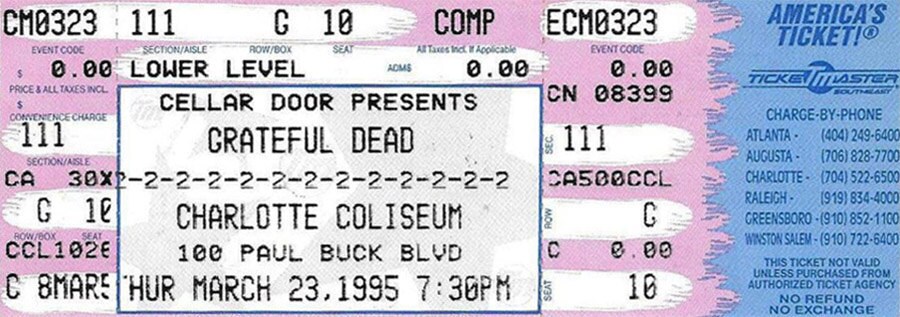 CM0323 111 G 10 COMP ECM0323
EVENT CODE SECTION/AISLE ROW/BOX SEAT All Taxes Incl. If Applicable EVENT CODE
$ 0.00 LOWER LEVEL ADM$ 0.00 0.00
PRICE & ALL TAXES INCL. CN 08399
$
CONVENIENCE CHARGE
CELLAR DOOR PRESENTS
111 GRATEFUL DEAD SEC. 111
SECTION/AISLE
CA 30X -2-2-2-2-2-2-2-2-2-2-2-2-2 CA500CCL
G 10 CHARLOTTE COLISEUM ROW G
ROW/BOX SEAT
CCL1026 100 PAUL BUCK BLVD C 0.00
C 8MAR5 THUR MARCH 23,1995 7:30PM SEAT 10
AMERICA'S
TICKET!®
TICKETMASTER
SOUTHEAST
CHARGE-BY-PHONE
ATLANTA - (404) 249-6400
AUGUSTA - (706) 828-7700
CHARLOTTE - (704) 522-6500
RALEIGH - (919) 834-4000
GREENSBORO - (910) 852-1100
WINSTON SALEM - (910) 722-6400
THIS TICKET NOT VALID
UNLESS PURCHASED FROM
AUTHORIZED TICKET AGENCY
NO REFUND
NO EXCHANGE